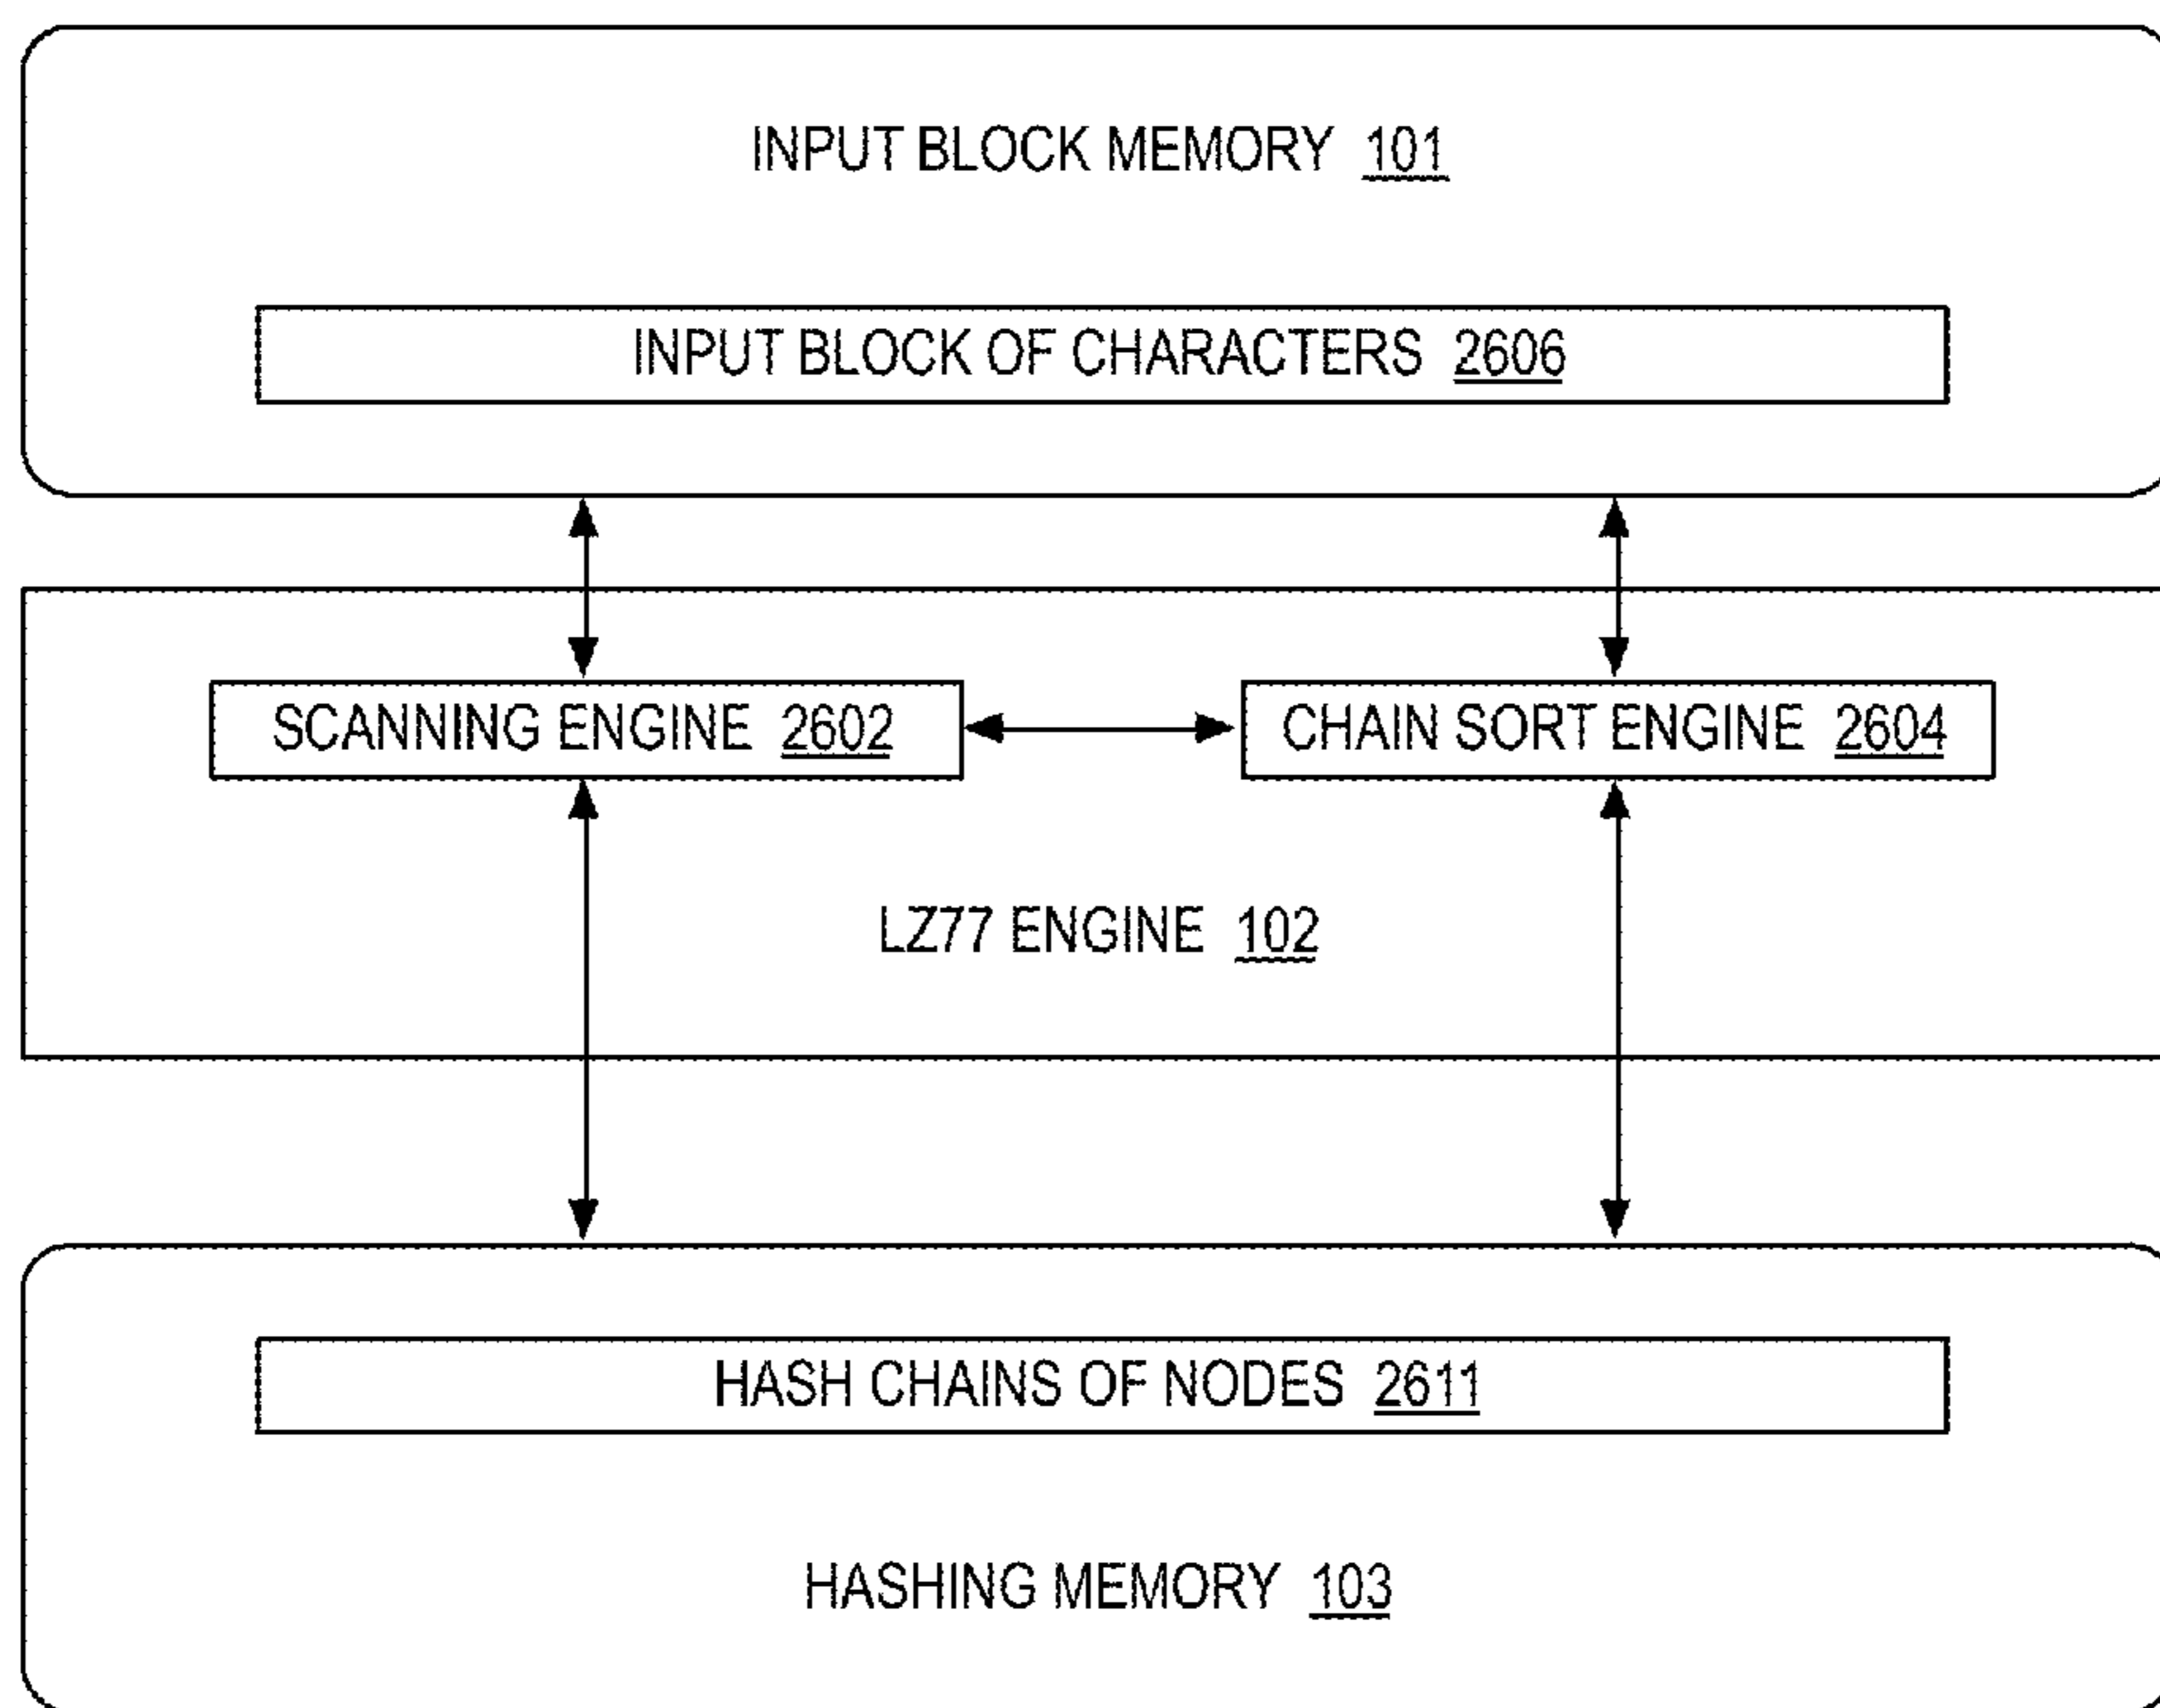 INPUT BLOCK MEMORY 101
INPUT BLOCK OF CHARACTERS 2606
SCANNING ENGINE 2602
CHAIN SORT ENGINE 2604
LZ77 ENGINE 102
HASH CHAINS OF NODES 2611
HASHING MEMORY 103